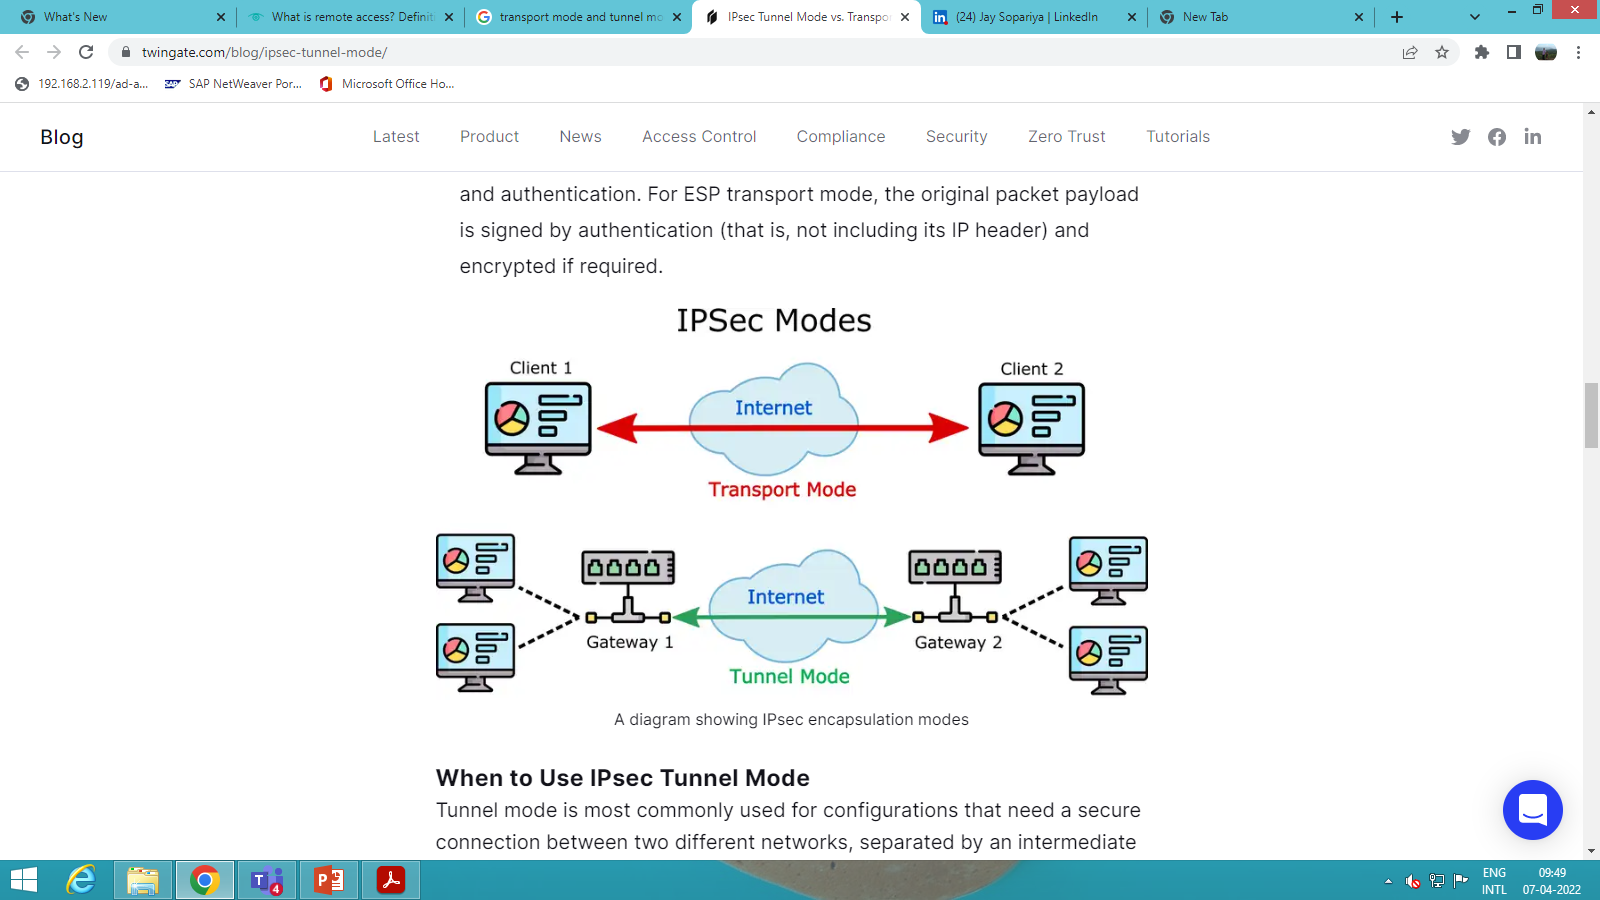 What's New
What is remote access? Definiti
transport mode and tunnel mo
IPsec Tunnel Mode vs. Transpor
(24) Jay Sopariya | LinkedIn
New Tab
twingate.com/blog/ipsec-tunnel-mode/
192.168.2.119/ad-a...
SAP NetWeaver Por...
Microsoft Office Ho...
Blog
Latest
Product
News
Access Control
Compliance
Security
Zero Trust
Tutorials
and authentication. For ESP transport mode, the original packet payload
is signed by authentication (that is, not including its IP header) and
encrypted if required.
IPSec Modes
Client 1
Client 2
Internet
Transport Mode
Internet
Gateway 1
Gateway 2
Tunnel Mode
A diagram showing IPsec encapsulation modes
When to Use IPsec Tunnel Mode
Tunnel mode is most commonly used for configurations that need a secure
connection between two different networks, separated by an intermediate
4
ENG
INTL
09:49
07-04-2022